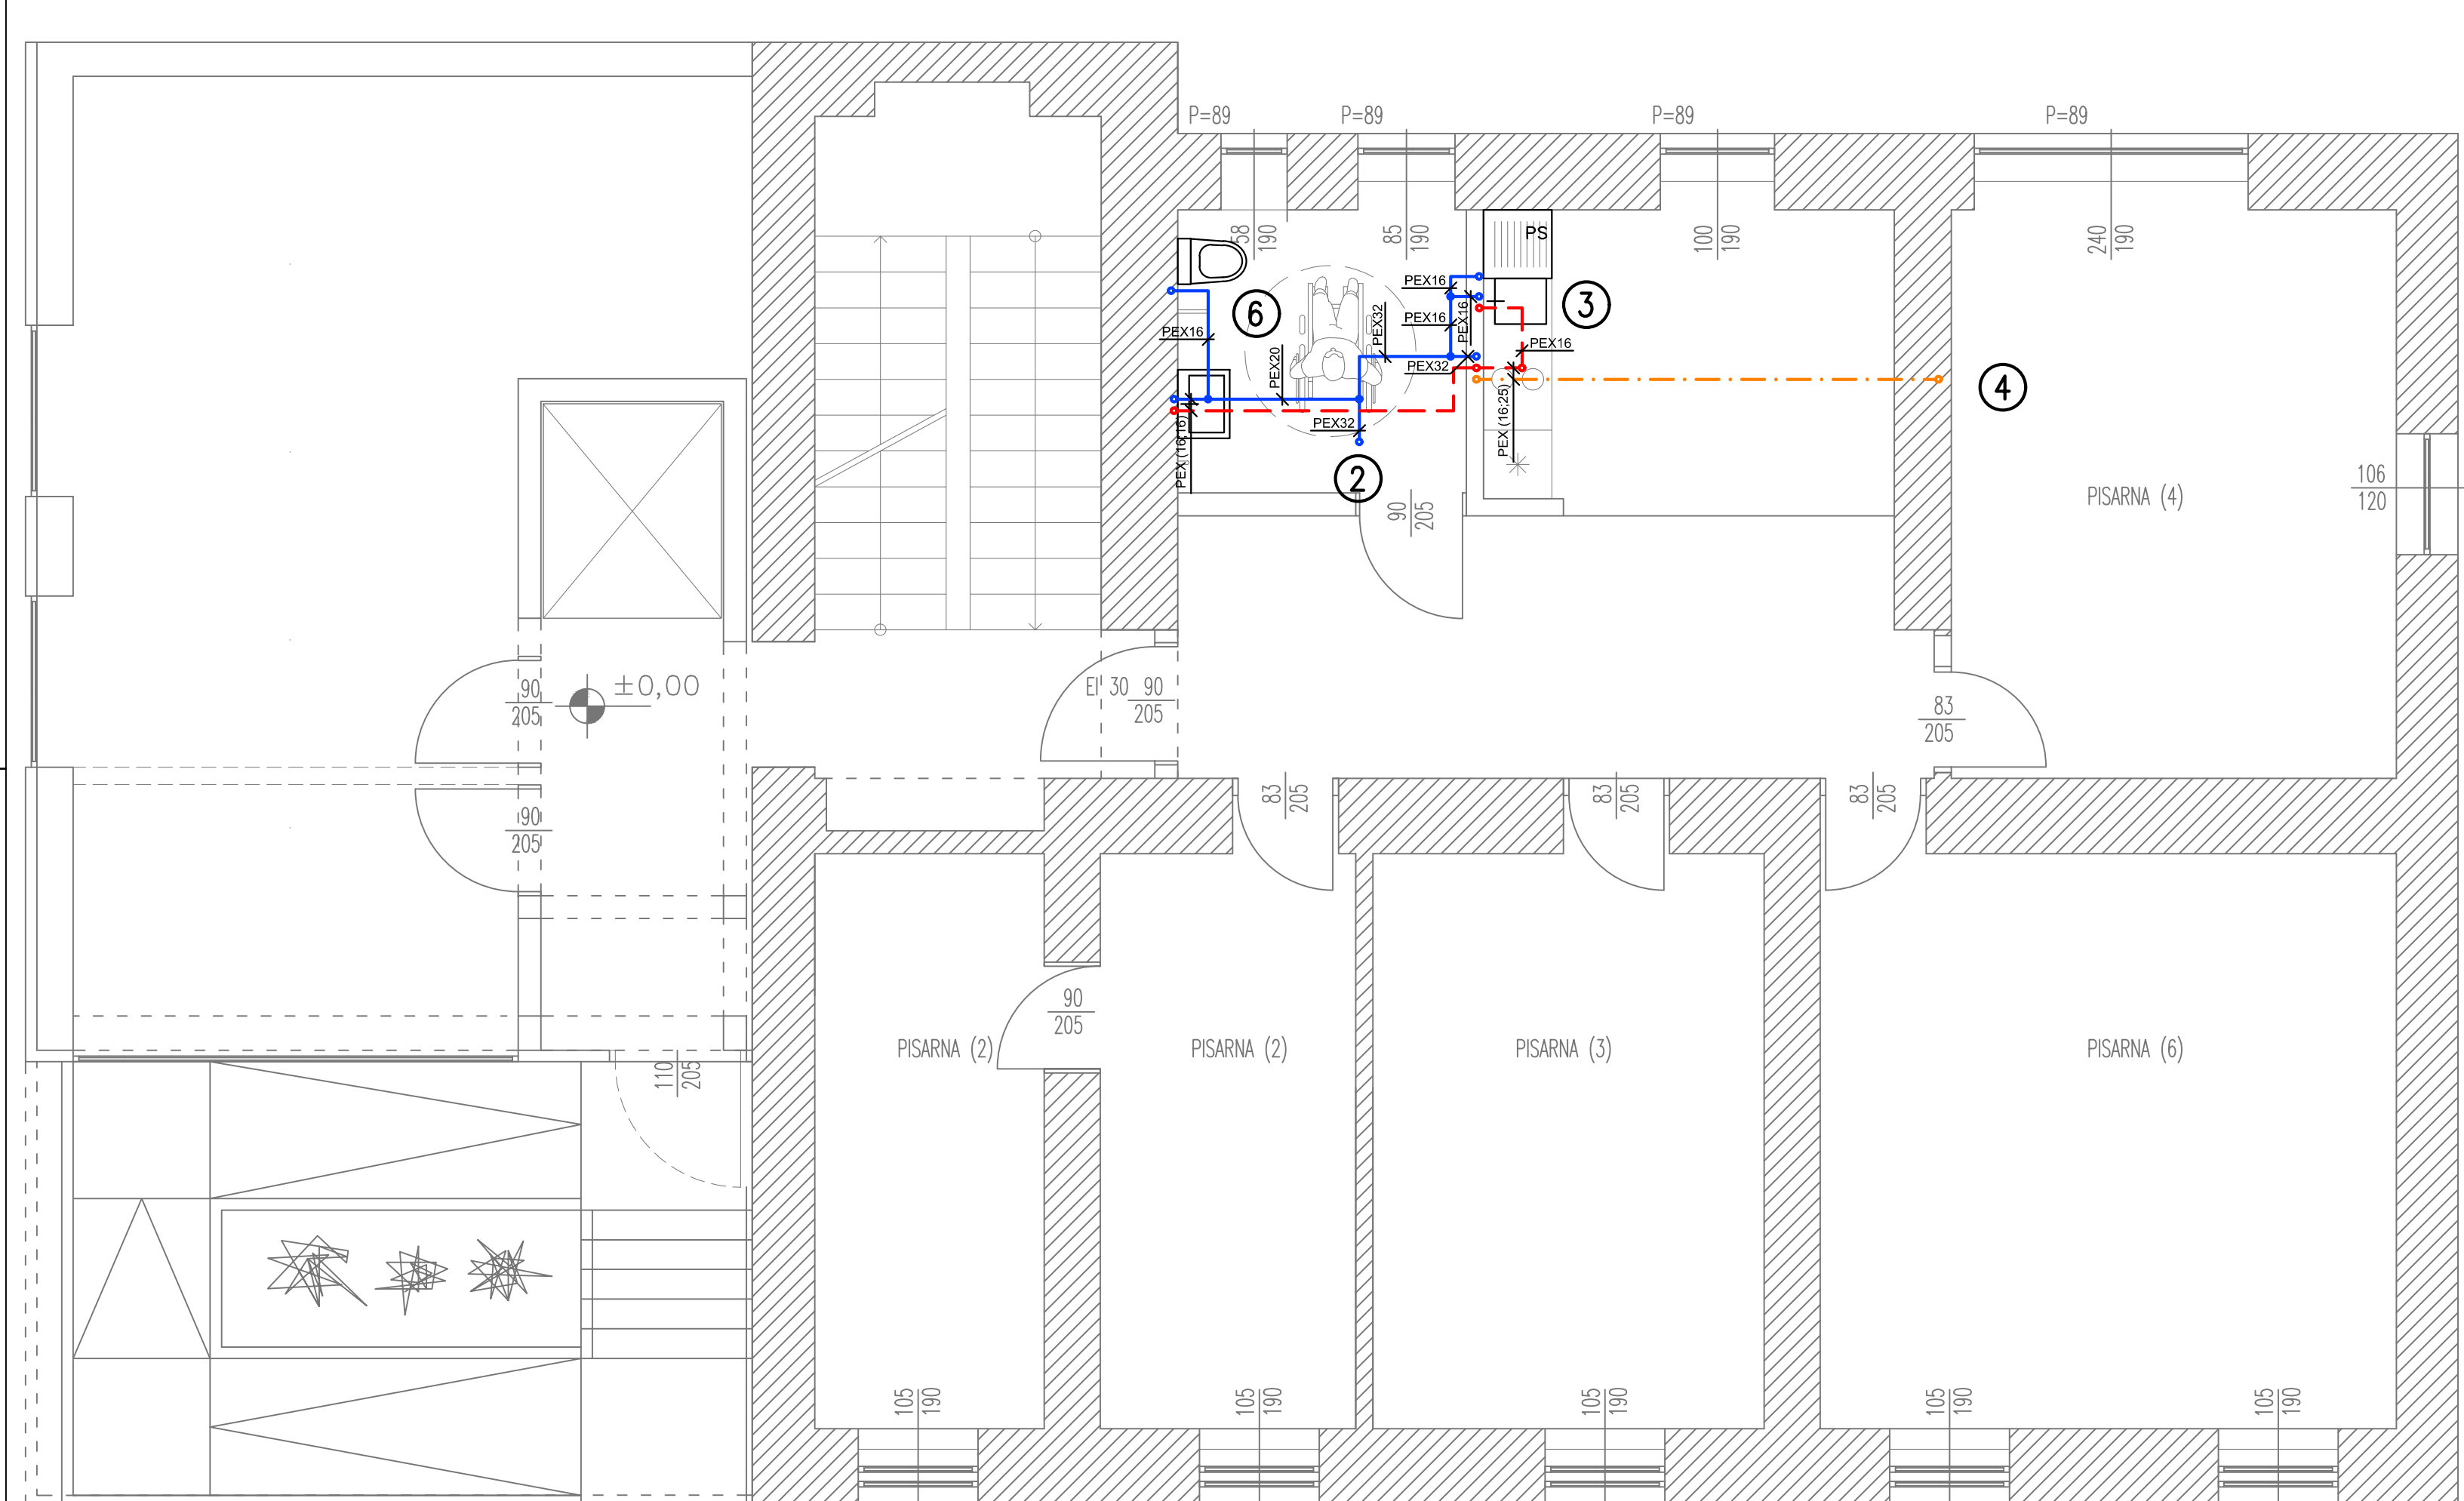 P=89
P=89
P=89
P=89
58
190
85
190
100
190
240
190
PS
PEX16
PEX16
PEX16
PEX32
PEX32
PEX16
PEX16
PEX20
PEX32
PEX (16;16)
PEX (16;25)
6
3
4
2
90
205
106
120
PISARNA (4)
90
205
±0,00
EI 30
90
205
83
205
90
205
83
205
83
205
83
205
90
205
PISARNA (2)
PISARNA (2)
PISARNA (3)
PISARNA (6)
110
205
105
190
105
190
105
190
105
190
105
190